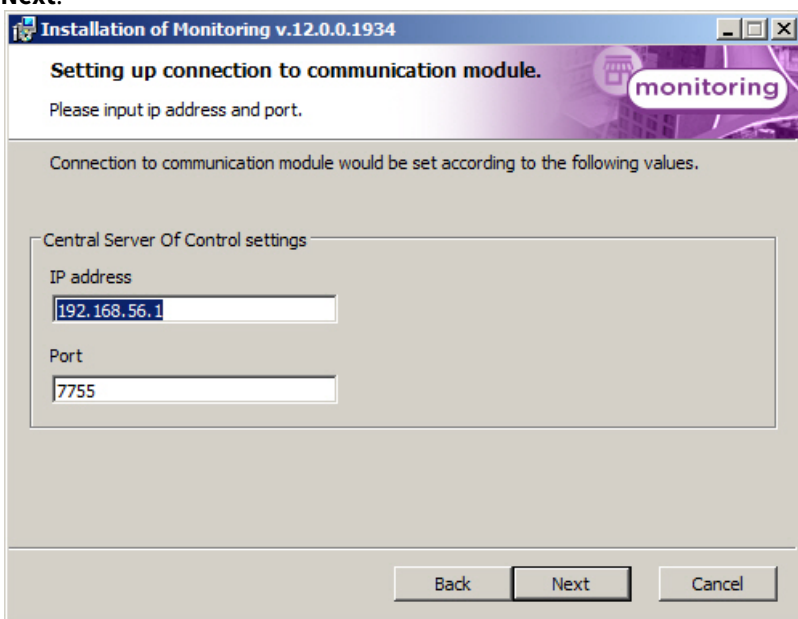 Next.
Installation of Monitoring v.12.0.0.1934
Setting up connection to communication module.
monitoring
Please input ip address and port.
Connection to communication module would be set according to the following values.
Central Server Of Control settings
IP address
192.168.56.1
Port
7755
Back Next Cancel